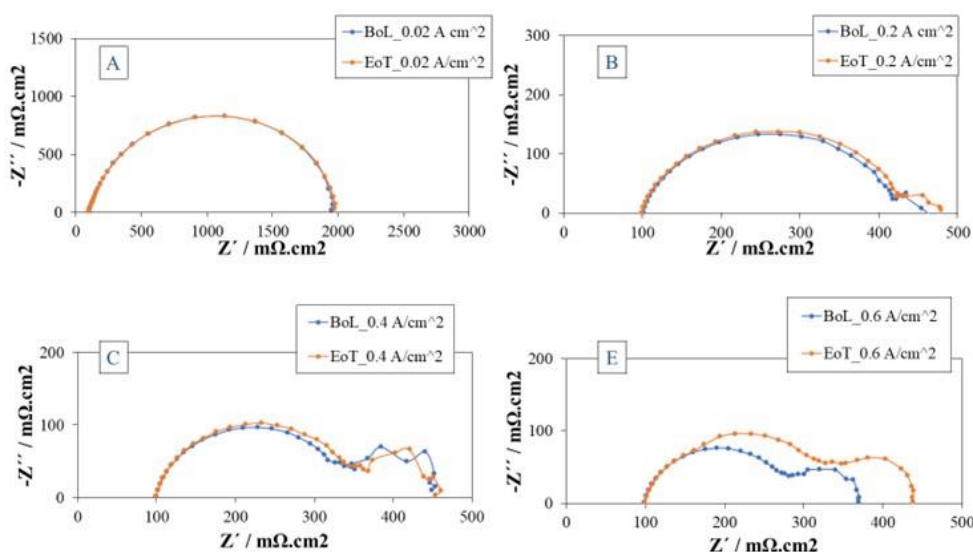 A
BoL_0.02 A cm^2
EoT_0.02 A/cm^2
-Z´´ / mΩ.cm2
1500
1000
500
0
0 500 1000 1500 2000 2500 3000
Z´ / mΩ.cm2
B
BoL_0.2 A/cm^2
EoT_0.2 A/cm^2
-Z´´ / mΩ.cm2
300
200
100
0
0 100 200 300 400 500
Z´ / mΩ.cm2
C
BoL_0.4 A/cm^2
EoT_0.4 A/cm^2
-Z´´ / mΩ.cm2
200
100
0
0 100 200 300 400 500
Z´ / mΩ.cm2
E
BoL_0.6 A/cm^2
EoT_0.6 A/cm^2
-Z´´ / mΩ.cm2
200
100
0
0 100 200 300 400 500
Z´ / mΩ.cm2